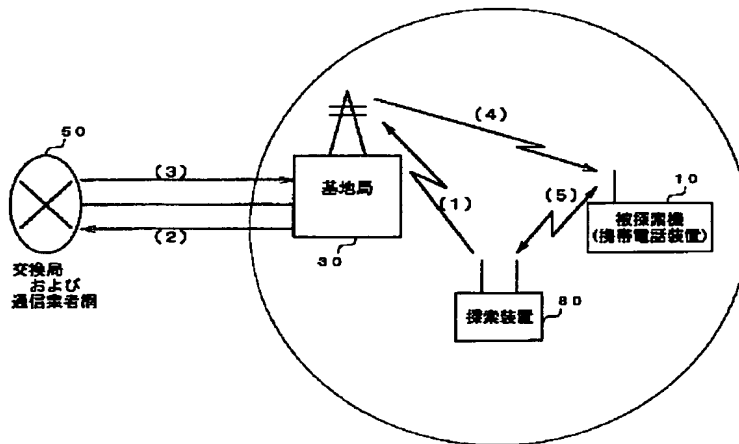 50
(3)
(2)
交換局
および
通信業者網
基地局
30
(4)
(1)
(5)
10
被探索機
(携帯電話装置)
探索装置
80